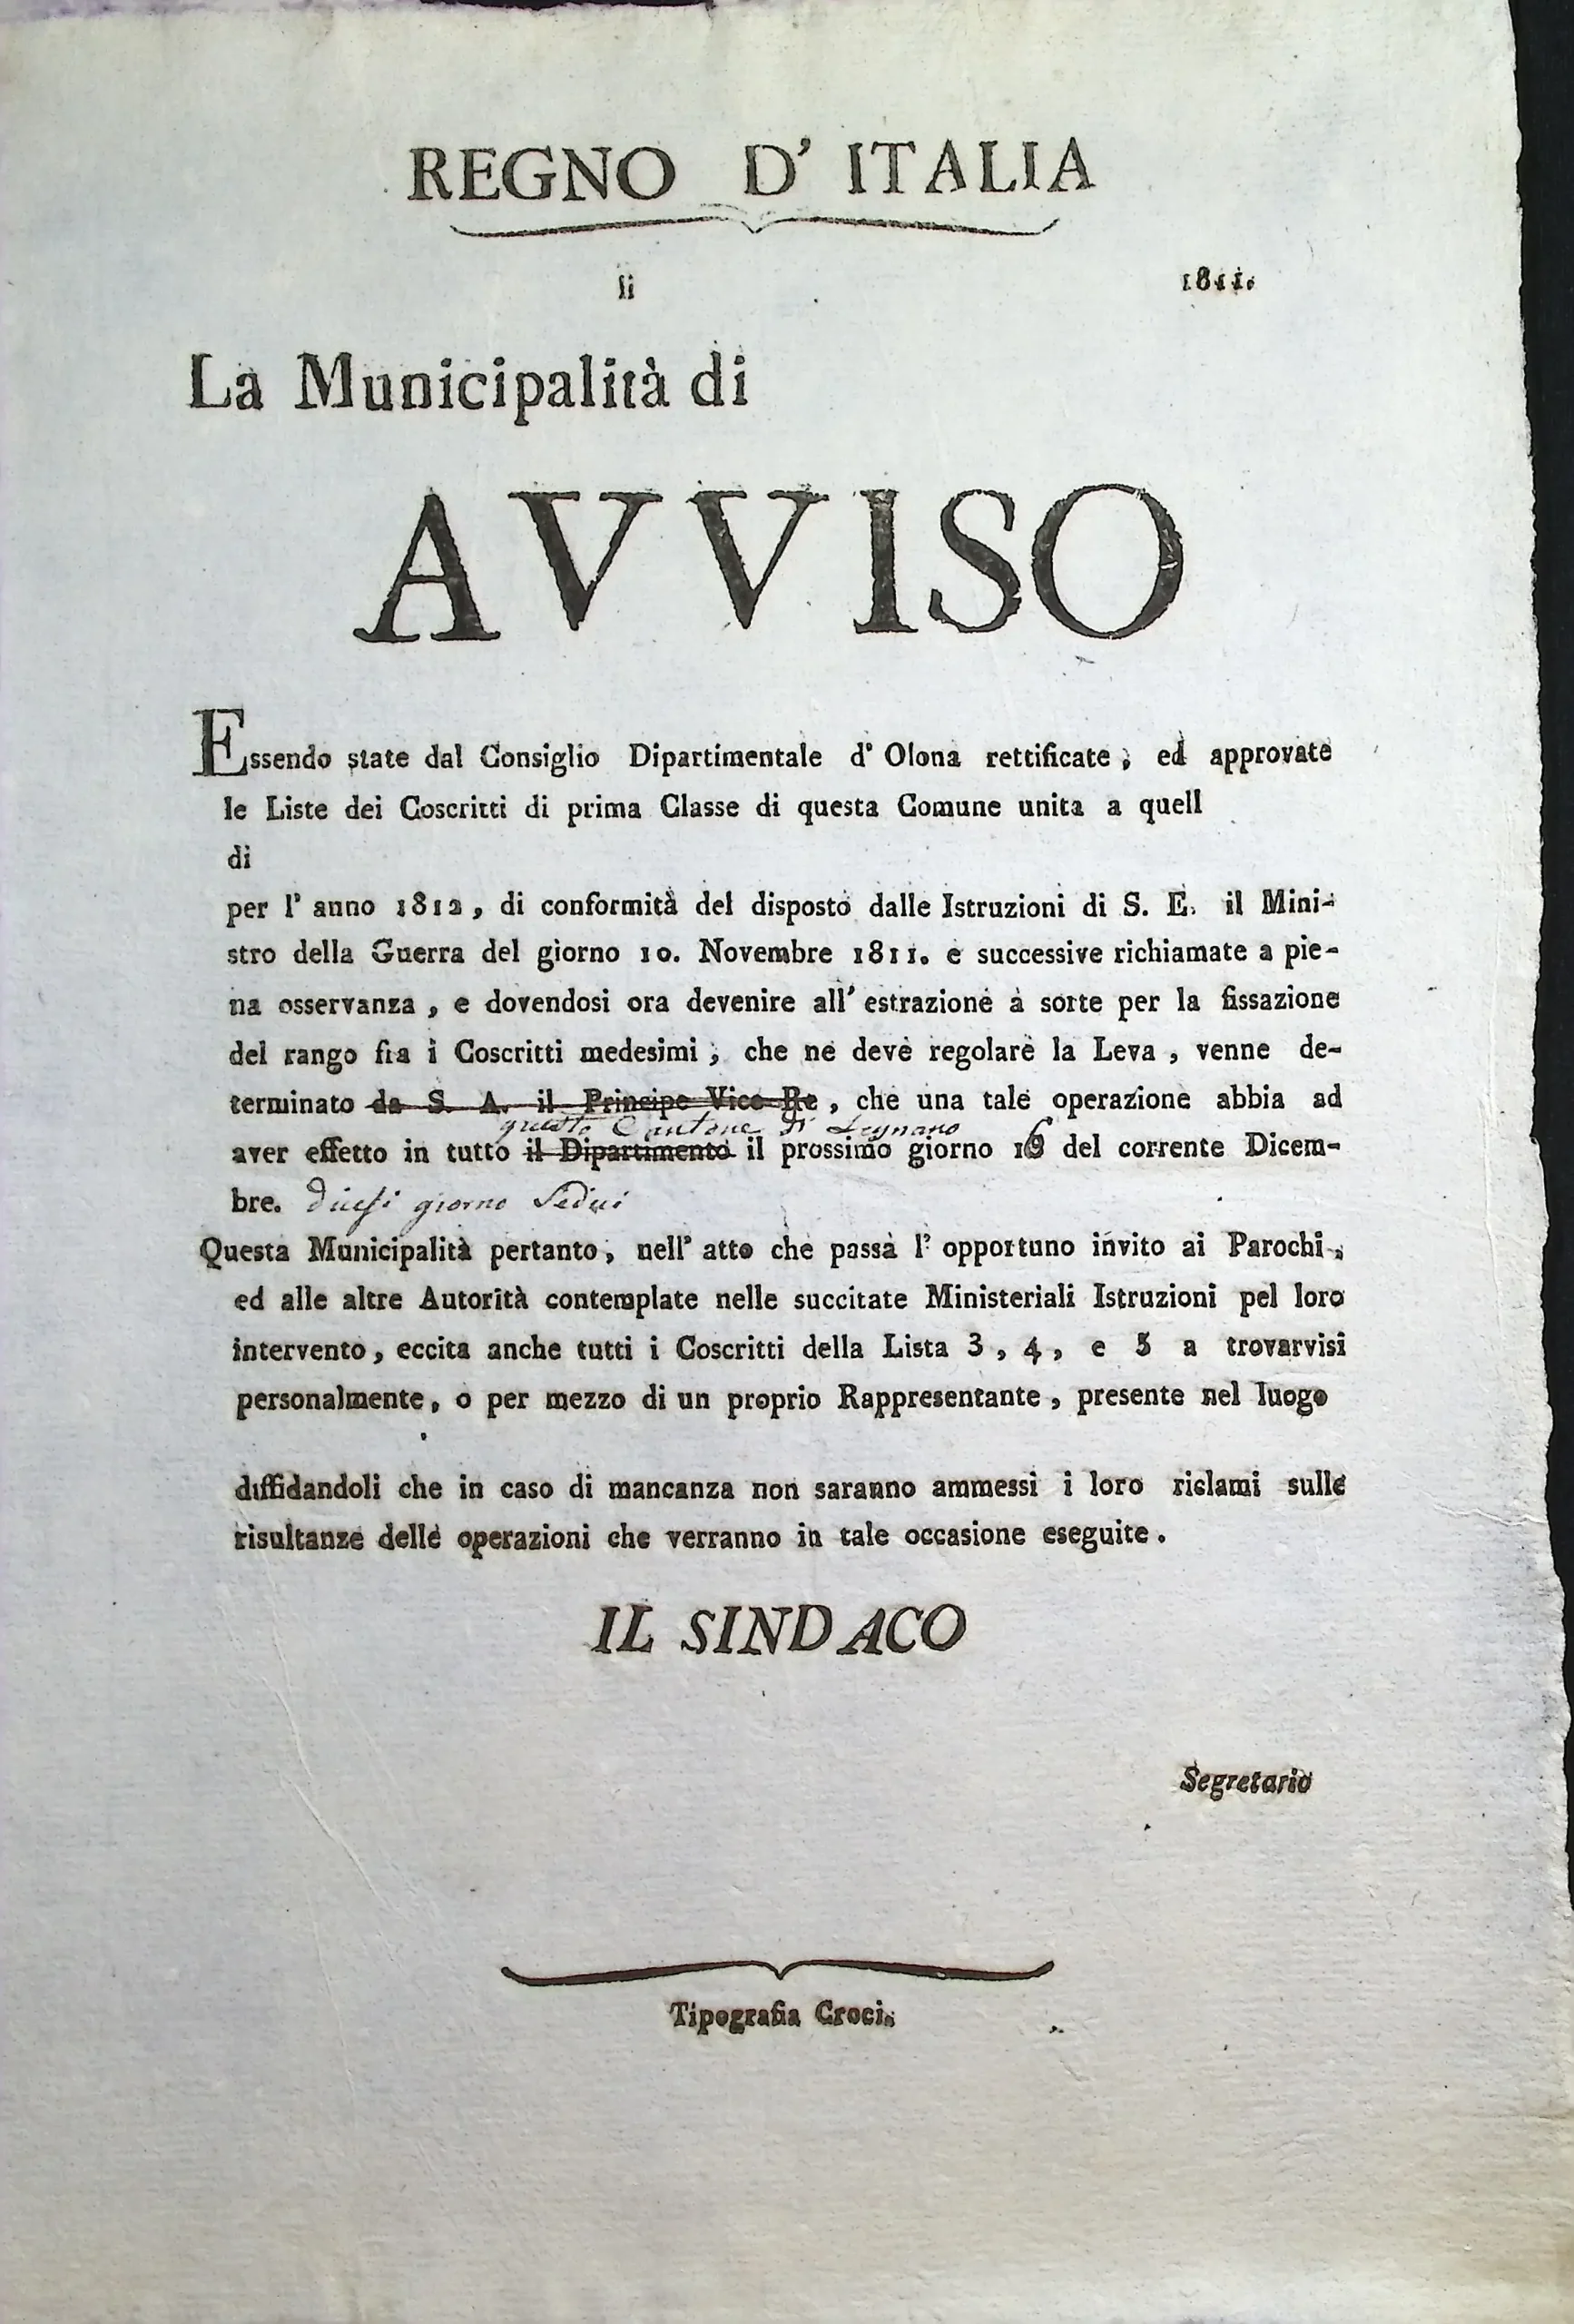 REGNO D' ITALIA
li 1811.
La Municipalità di
AVVISO
Essendo state dal Consiglio Dipartimentale d' Olona rettificate, ed approvate
le Liste dei Coscritti di prima Classe di questa Comune unita a quell
di
per l' anno 1812, di conformità del disposto dalle Istruzioni di S. E. il Mini-
stro della Guerra del giorno 10. Novembre 1811. e successive richiamate a pie-
na osservanza, e dovendosi ora devenire all' estrazione a sorte per la fissazione
del rango fra i Coscritti medesimi, che ne deve regolare la Leva, venne de-
terminato da S. A. il Principe Vice Re, che una tale operazione abbia ad
questo Cantone di Legnano
aver effetto in tutto il Dipartimento il prossimo giorno 16 del corrente Dicem-
bre. giorno Sedici
Questa Municipalità pertanto, nell' atto che passa l' opportuno invito ai Parochi,
ed alle altre Autorità contemplate nelle succitate Ministeriali Istruzioni pel loro
intervento, eccita anche tutti i Coscritti della Lista 3, 4, e 5 a trovarvisi
personalmente, o per mezzo di un proprio Rappresentante, presente nel luogo
diffidandoli che in caso di mancanza non saranno ammessi i loro riclami sulle
risultanze delle operazioni che verranno in tale occasione eseguite.
IL SINDACO
Segretario
Tipografia Croci.